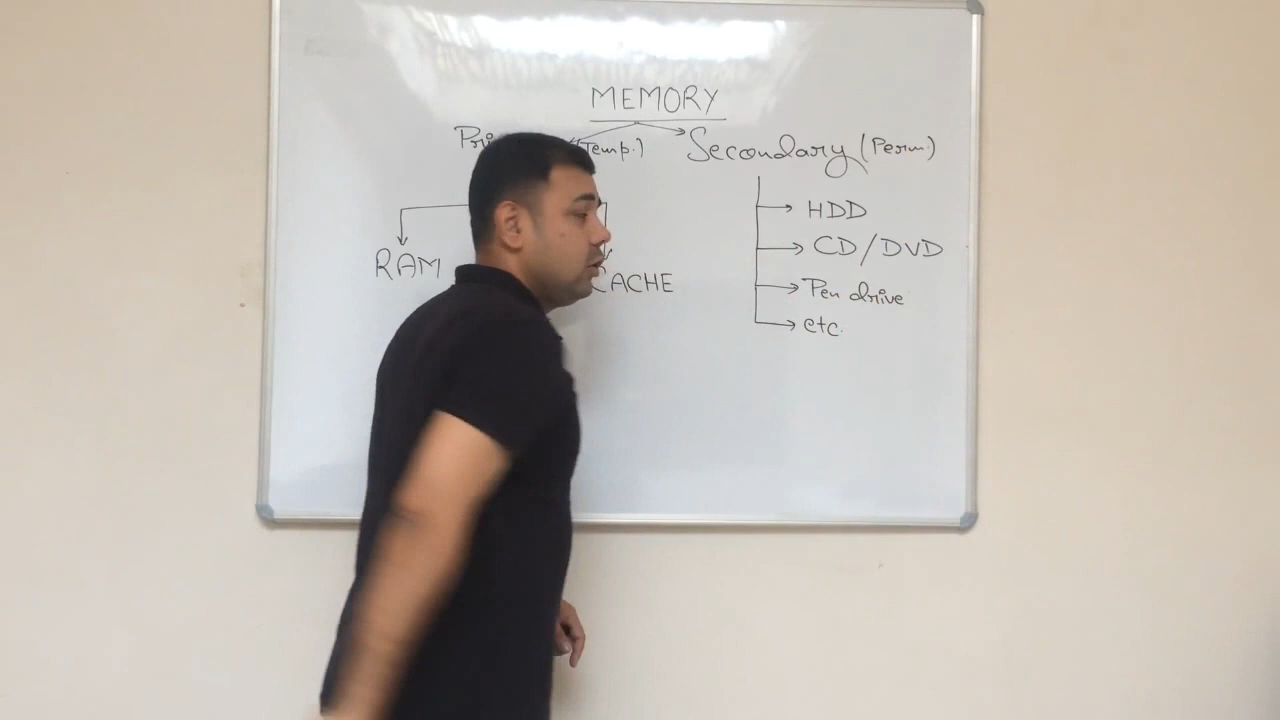 MEMORY
(Temp.) Secondary (Perm.)
HDD
RAM CACHE CD/DVD
Pen drive
etc.